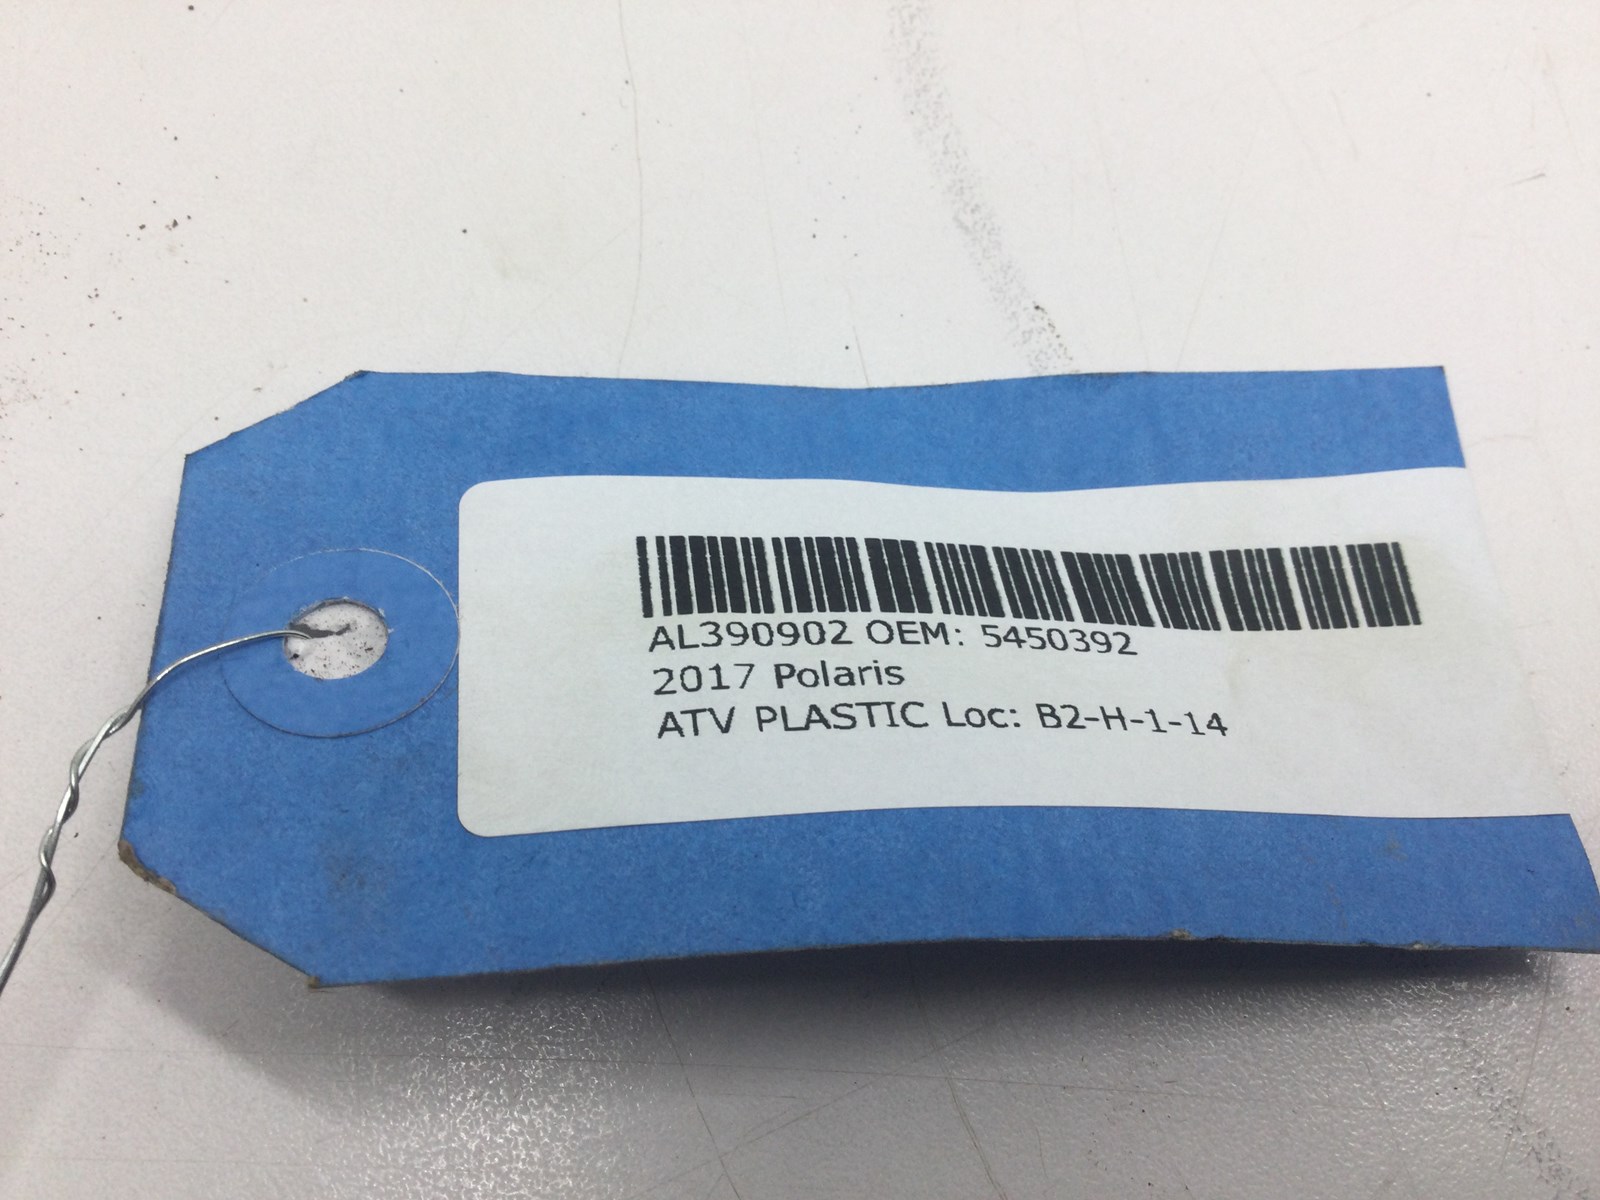 AL390902 OEM: 5450392
2017 Polaris
ATV PLASTIC Loc: B2-H-1-14